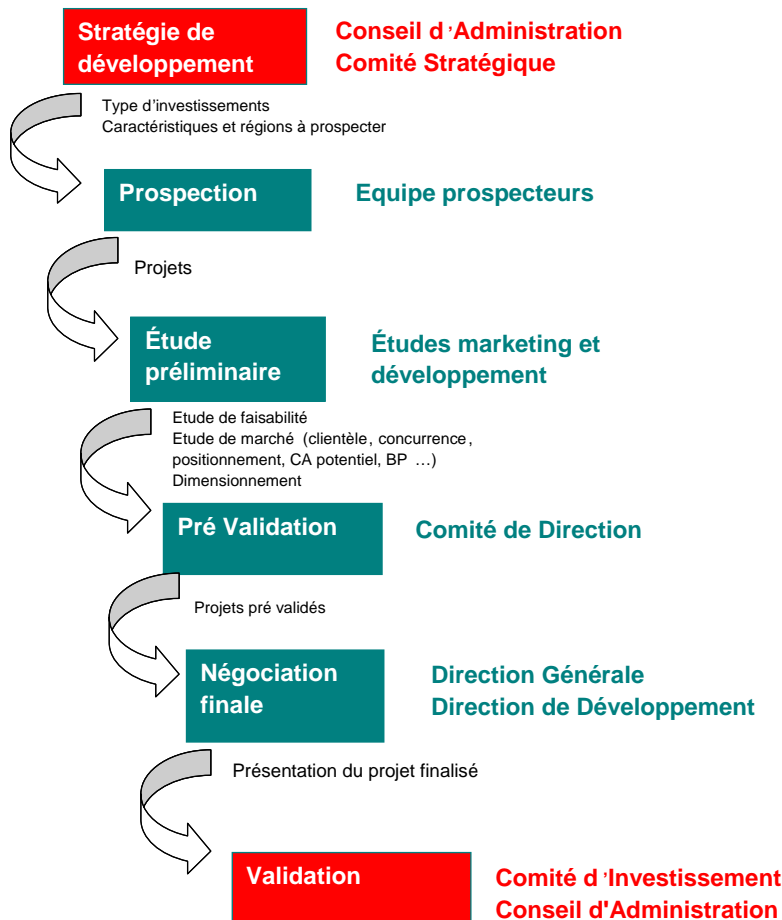 Stratégie de
développement
Conseil d'Administration
Comité Stratégique
Type d'investissements
Caractéristiques et régions à prospecter
Prospection
Equipe prospecteurs
Projets
Étude
préliminaire
Études marketing et
développement
Etude de faisabilité
Etude de marché (clientèle, concurrence,
positionnement, CA potentiel, BP ...)
Dimensionnement
Pré Validation
Comité de Direction
Projets pré validés
Négociation
finale
Direction Générale
Direction de Développement
Présentation du projet finalisé
Validation
Comité d'Investissement
Conseil d'Administration